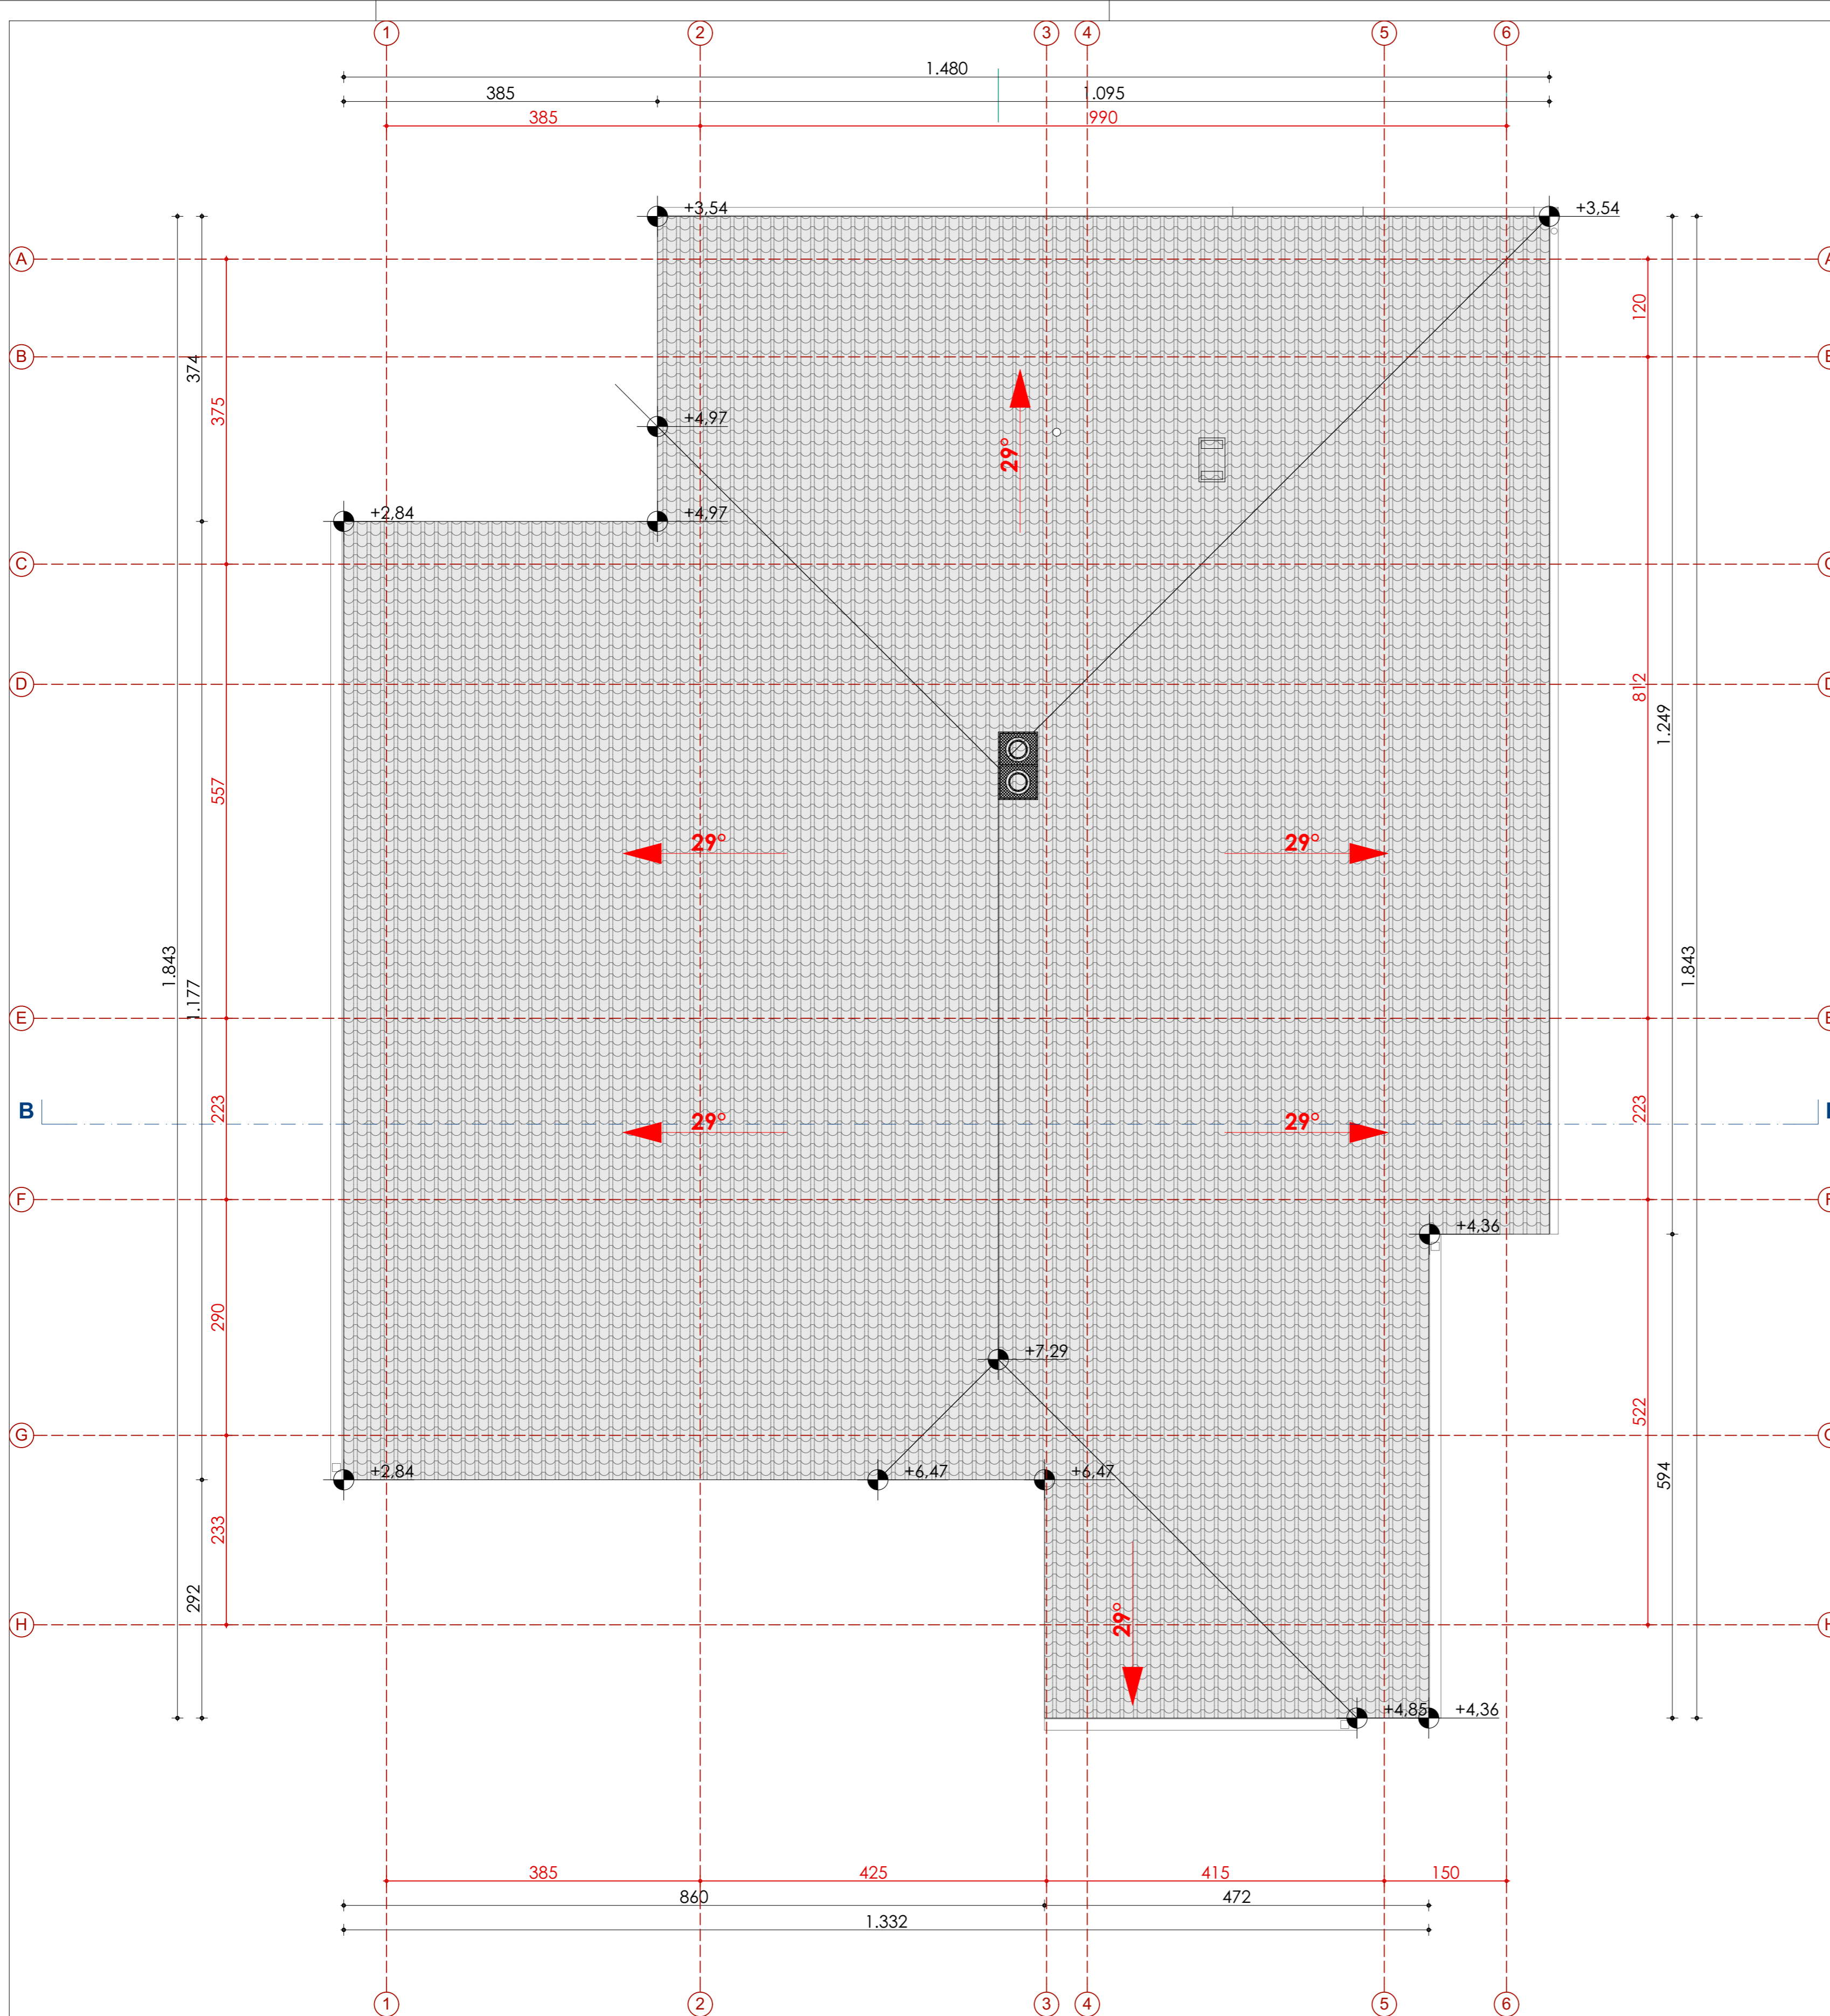 1 2 3 4 5 6
1.480
385 1.095
385 990
+3,54 +3,54
A A
120
B B
374
375
+4,97
29°
+2,84 +4,97
C C
D D
812
1.249
557
29° 29°
1.843
1.177
1.843
E E
B
223 223
29° 29°
F F
+4,36
290
+7,29
522
G G
+2,84 +6,47 +6,47
594
233
292
29°
H H
+4,85 +4,36
385 425 415 150
860 472
1.332
1 2 3 4 5 6